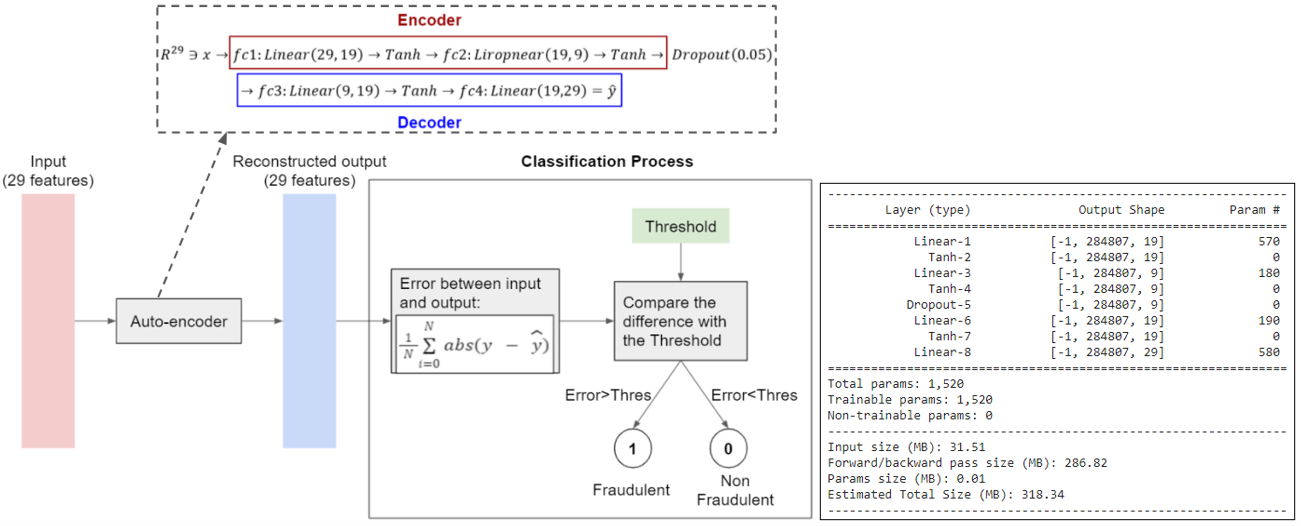 Encoder
R²⁹ ∋ x → fc1: Linear(29, 19) → Tanh → fc2: Liropnear(19, 9) → Tanh → Dropout(0.05)
→ fc3: Linear(9, 19) → Tanh → fc4: Linear(19,29) = ŷ
Decoder
Input
(29 features)
Reconstructed output
(29 features)
Auto-encoder
Classification Process
Threshold
Error between input
and output:
1/N ∑_{i=0}^{N} abs(y − ŷ)
Compare the
difference with
the Threshold
Error>Thres
Error<Thres
1
0
Fraudulent
Non
Fraudulent
----------------------------------------------------------------
Layer (type) Output Shape Param #
================================================================
Linear-1 [-1, 284807, 19] 570
Tanh-2 [-1, 284807, 19] 0
Linear-3 [-1, 284807, 9] 180
Tanh-4 [-1, 284807, 9] 0
Dropout-5 [-1, 284807, 9] 0
Linear-6 [-1, 284807, 19] 190
Tanh-7 [-1, 284807, 19] 0
Linear-8 [-1, 284807, 29] 580
================================================================
Total params: 1,520
Trainable params: 1,520
Non-trainable params: 0
----------------------------------------------------------------
Input size (MB): 31.51
Forward/backward pass size (MB): 286.82
Params size (MB): 0.01
Estimated Total Size (MB): 318.34
----------------------------------------------------------------